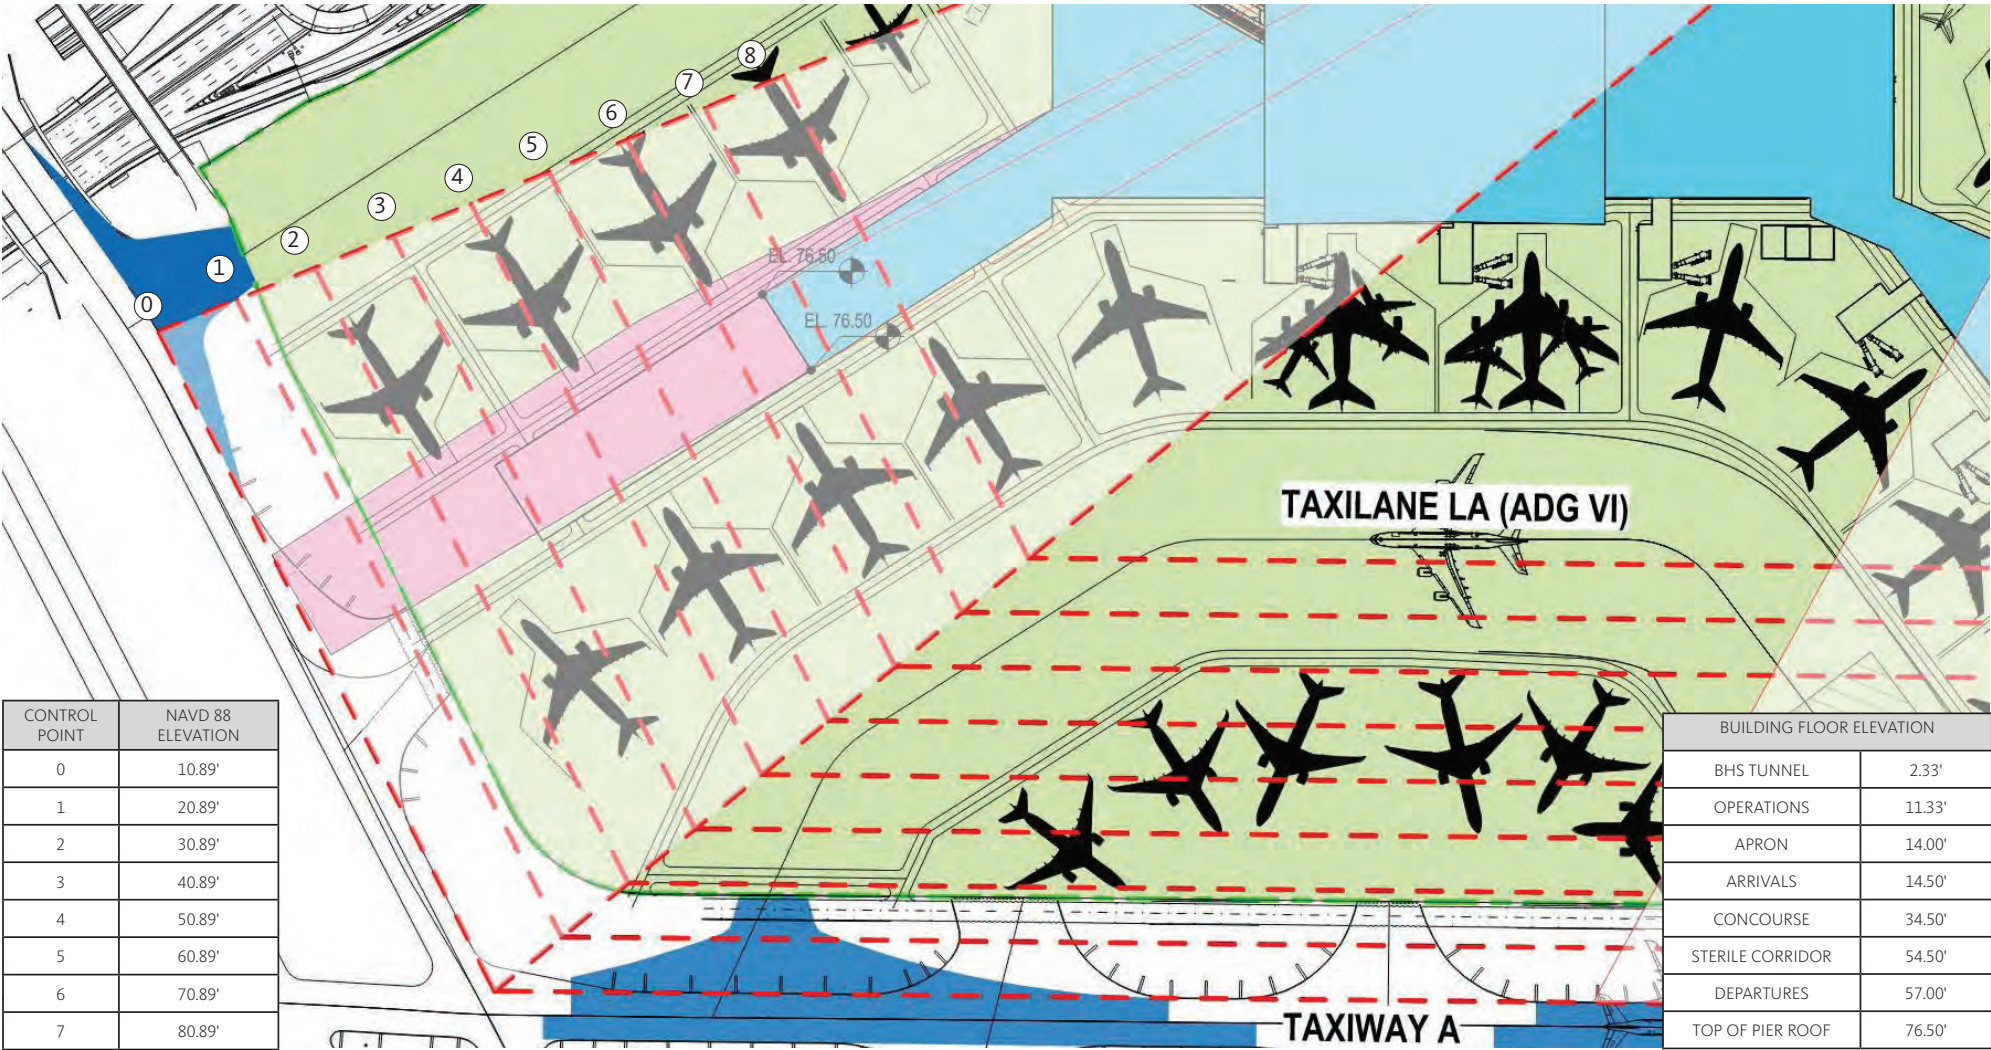 8
7
6
5
4
3
2
1
0
EL. 76.50
EL. 76.50
TAXILANE LA (ADG VI)
TAXIWAY A
CONTROL POINT NAVD 88 ELEVATION
0 10.89'
1 20.89'
2 30.89'
3 40.89'
4 50.89'
5 60.89'
6 70.89'
7 80.89'
BUILDING FLOOR ELEVATION
BHS TUNNEL 2.33'
OPERATIONS 11.33'
APRON 14.00'
ARRIVALS 14.50'
CONCOURSE 34.50'
STERILE CORRIDOR 54.50'
DEPARTURES 57.00'
TOP OF PIER ROOF 76.50'